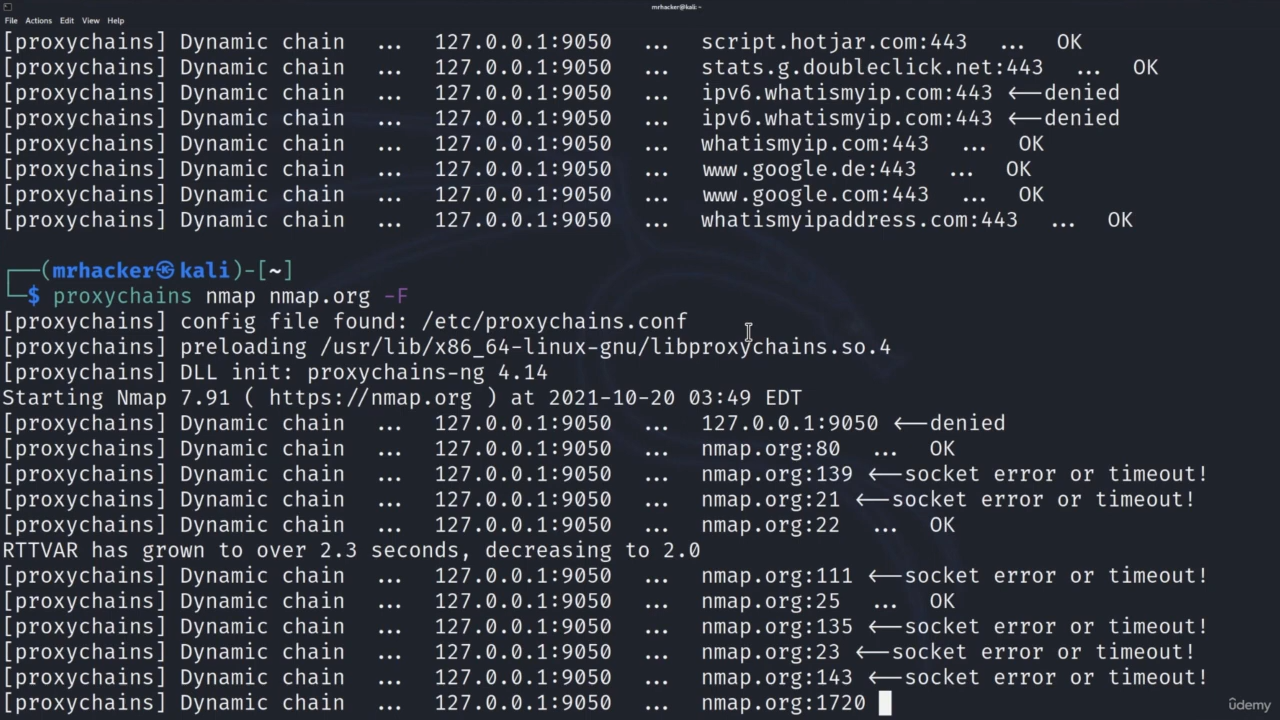 mrhacker@kali: ~
File Actions Edit View Help
[proxychains] Dynamic chain ... 127.0.0.1:9050 ... script.hotjar.com:443 ... OK
[proxychains] Dynamic chain ... 127.0.0.1:9050 ... stats.g.doubleclick.net:443 ... OK
[proxychains] Dynamic chain ... 127.0.0.1:9050 ... ipv6.whatismyip.com:443 <--denied
[proxychains] Dynamic chain ... 127.0.0.1:9050 ... ipv6.whatismyip.com:443 <--denied
[proxychains] Dynamic chain ... 127.0.0.1:9050 ... whatismyip.com:443 ... OK
[proxychains] Dynamic chain ... 127.0.0.1:9050 ... www.google.de:443 ... OK
[proxychains] Dynamic chain ... 127.0.0.1:9050 ... www.google.com:443 ... OK
[proxychains] Dynamic chain ... 127.0.0.1:9050 ... whatismyipaddress.com:443 ... OK
┌──(mrhacker㉿kali)-[~]
└─$ proxychains nmap nmap.org -F
[proxychains] config file found: /etc/proxychains.conf
[proxychains] preloading /usr/lib/x86_64-linux-gnu/libproxychains.so.4
[proxychains] DLL init: proxychains-ng 4.14
Starting Nmap 7.91 ( https://nmap.org ) at 2021-10-20 03:49 EDT
[proxychains] Dynamic chain ... 127.0.0.1:9050 ... 127.0.0.1:9050 <--denied
[proxychains] Dynamic chain ... 127.0.0.1:9050 ... nmap.org:80 ... OK
[proxychains] Dynamic chain ... 127.0.0.1:9050 ... nmap.org:139 <--socket error or timeout!
[proxychains] Dynamic chain ... 127.0.0.1:9050 ... nmap.org:21 <--socket error or timeout!
[proxychains] Dynamic chain ... 127.0.0.1:9050 ... nmap.org:22 ... OK
RTTVAR has grown to over 2.3 seconds, decreasing to 2.0
[proxychains] Dynamic chain ... 127.0.0.1:9050 ... nmap.org:111 <--socket error or timeout!
[proxychains] Dynamic chain ... 127.0.0.1:9050 ... nmap.org:25 ... OK
[proxychains] Dynamic chain ... 127.0.0.1:9050 ... nmap.org:135 <--socket error or timeout!
[proxychains] Dynamic chain ... 127.0.0.1:9050 ... nmap.org:23 <--socket error or timeout!
[proxychains] Dynamic chain ... 127.0.0.1:9050 ... nmap.org:143 <--socket error or timeout!
[proxychains] Dynamic chain ... 127.0.0.1:9050 ... nmap.org:1720
ûdemy